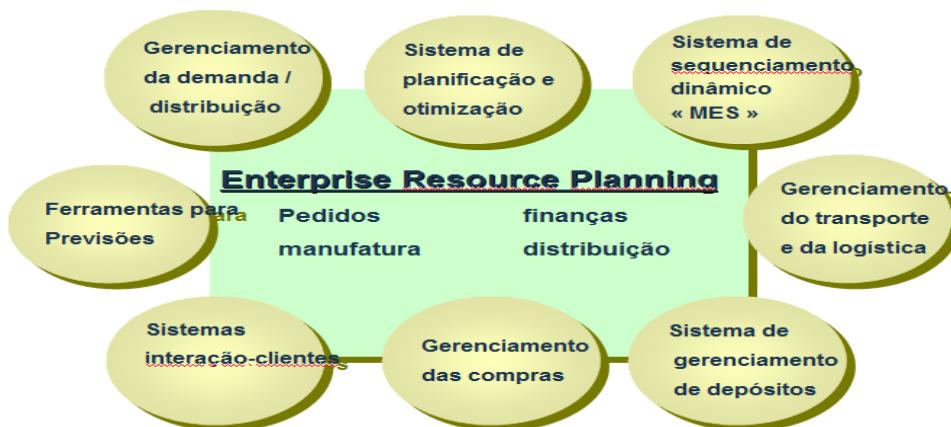 Gerenciamento
da demanda /
distribuição
Sistema de
planificação e
otimização
Sistema de
sequenciamento
dinâmico
« MES »
Enterprise Resource Planning
Pedidos finanças
manufatura distribuição
Ferramentas para
Previsões
Gerenciamento
do transporte
e da logística
Sistemas
interação-clientes
Gerenciamento
das compras
Sistema de
gerenciamento
de depósitos